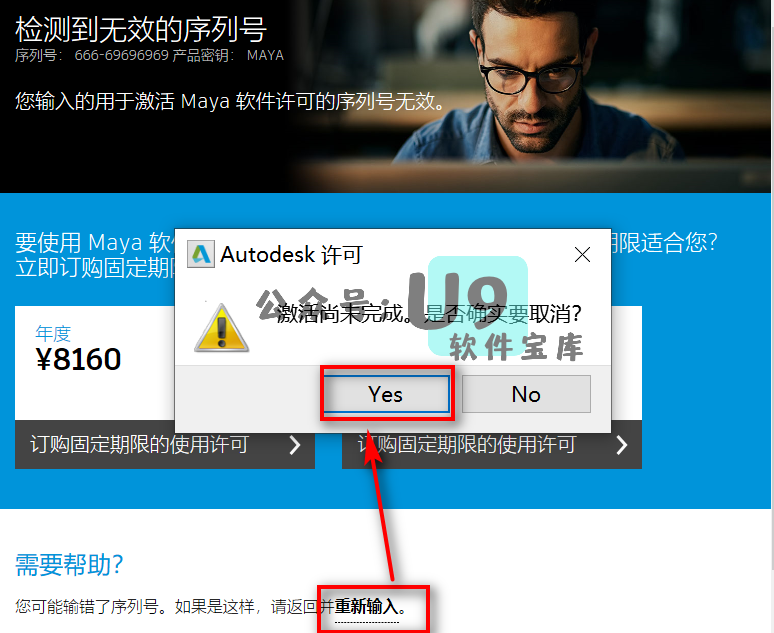 检测到无效的序列号
序列号： 666-69696969 产品密钥： MAYA
您输入的用于激活 Maya 软件许可的序列号无效。
要使用 Maya 软
期限适合您？
立即订购固定期限
Autodesk 许可
公众号·U9
软件宝库
激活尚未完成。是否确实要取消？
Yes
No
年度
¥8160
订购固定期限的使用许可
订购固定期限的使用许可
需要帮助？
您可能输错了序列号。如果是这样，请返回并重新输入。